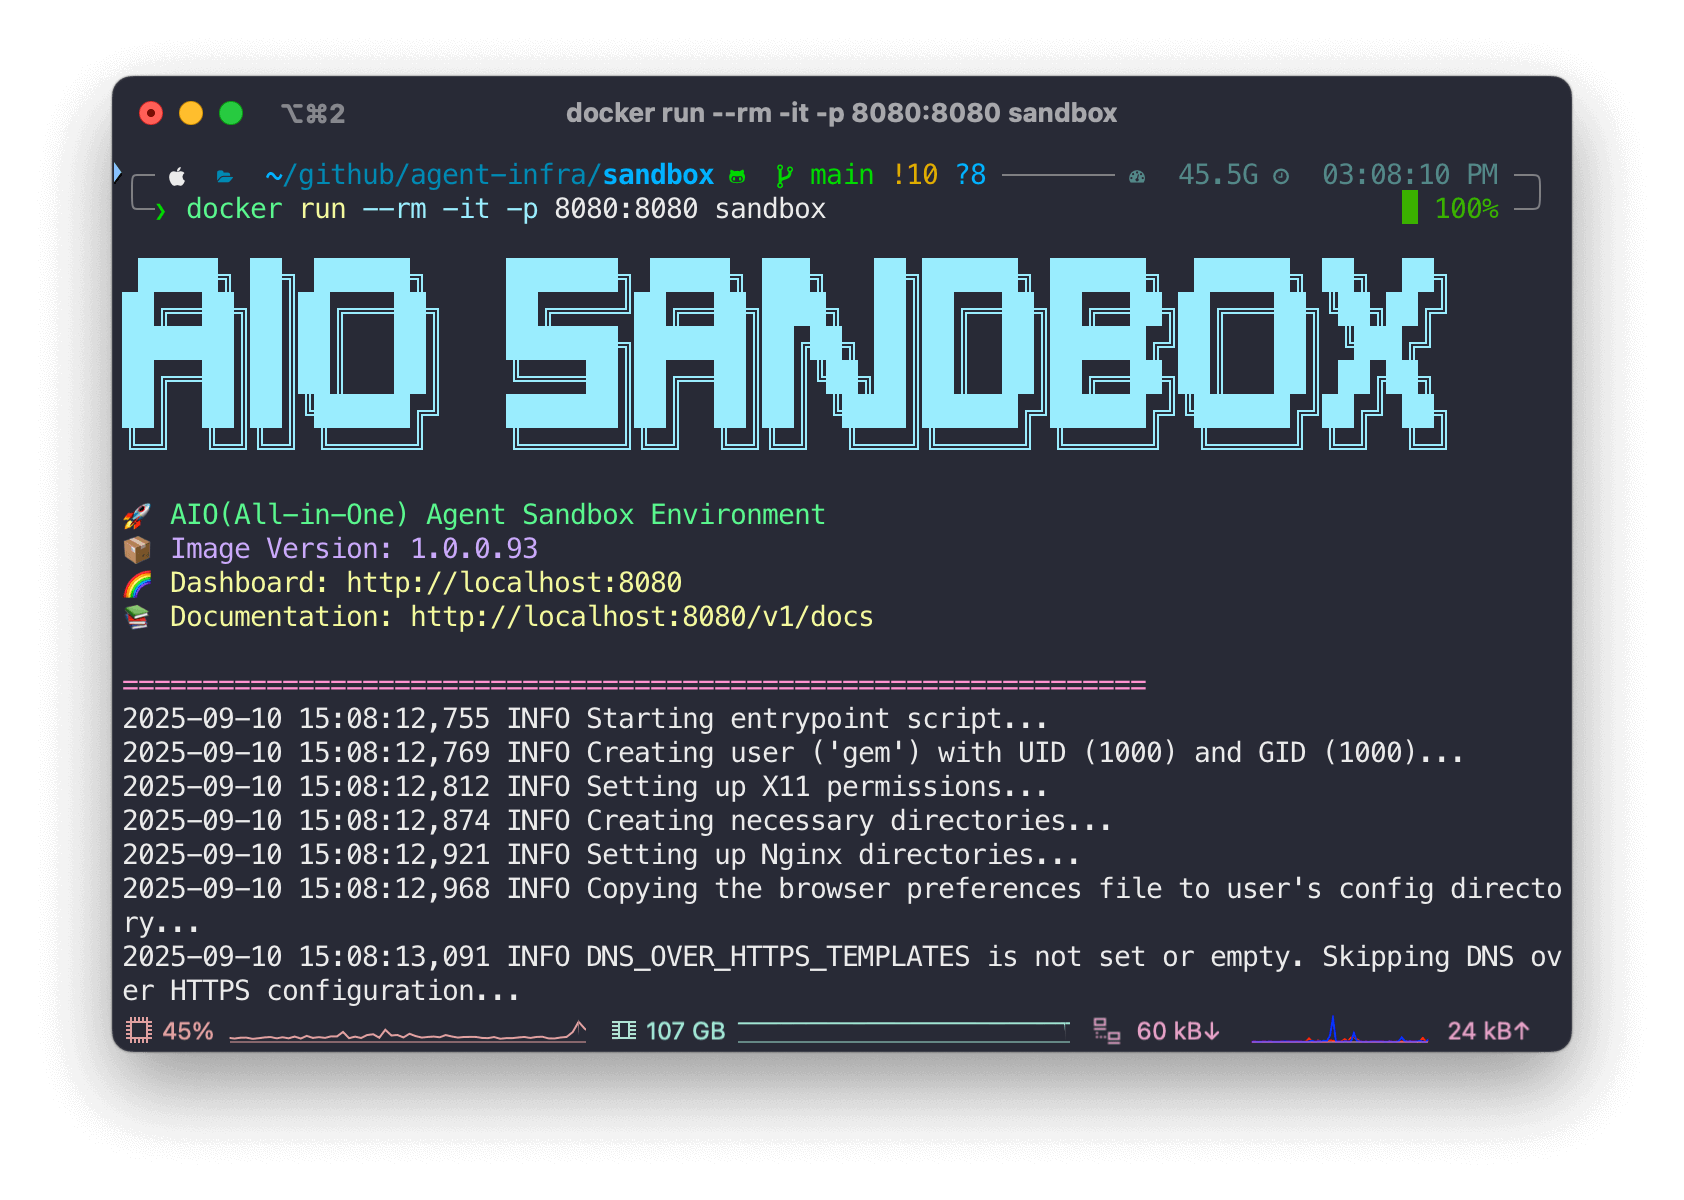 ⌥⌘2 docker run --rm -it -p 8080:8080 sandbox
~/github/agent-infra/sandbox main !10 ?8 45.5G 03:08:10 PM
❯ docker run --rm -it -p 8080:8080 sandbox 100%
AIO SANDBOX
🚀 AIO(All-in-One) Agent Sandbox Environment
📦 Image Version: 1.0.0.93
🌈 Dashboard: http://localhost:8080
📚 Documentation: http://localhost:8080/v1/docs
================================================================
2025-09-10 15:08:12,755 INFO Starting entrypoint script...
2025-09-10 15:08:12,769 INFO Creating user ('gem') with UID (1000) and GID (1000)...
2025-09-10 15:08:12,812 INFO Setting up X11 permissions...
2025-09-10 15:08:12,874 INFO Creating necessary directories...
2025-09-10 15:08:12,921 INFO Setting up Nginx directories...
2025-09-10 15:08:12,968 INFO Copying the browser preferences file to user's config directo
ry...
2025-09-10 15:08:13,091 INFO DNS_OVER_HTTPS_TEMPLATES is not set or empty. Skipping DNS ov
er HTTPS configuration...
45% 107 GB 60 kB↓ 24 kB↑